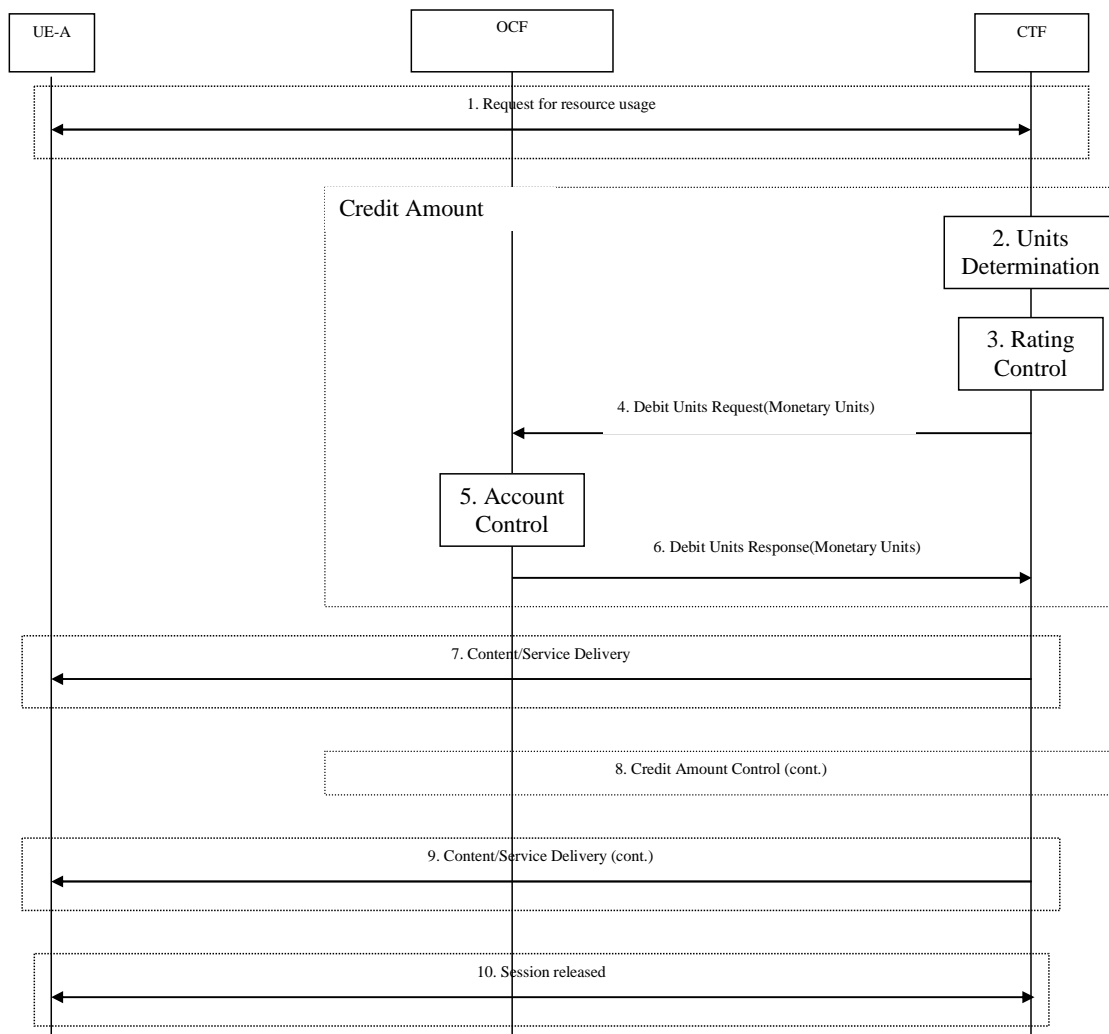 UE-A
OCF
CTF
1. Request for resource usage
Credit Amount
2. Units
Determination
3. Rating
Control
4. Debit Units Request(Monetary Units)
5. Account
Control
6. Debit Units Response(Monetary Units)
7. Content/Service Delivery
8. Credit Amount Control (cont.)
9. Content/Service Delivery (cont.)
10. Session released